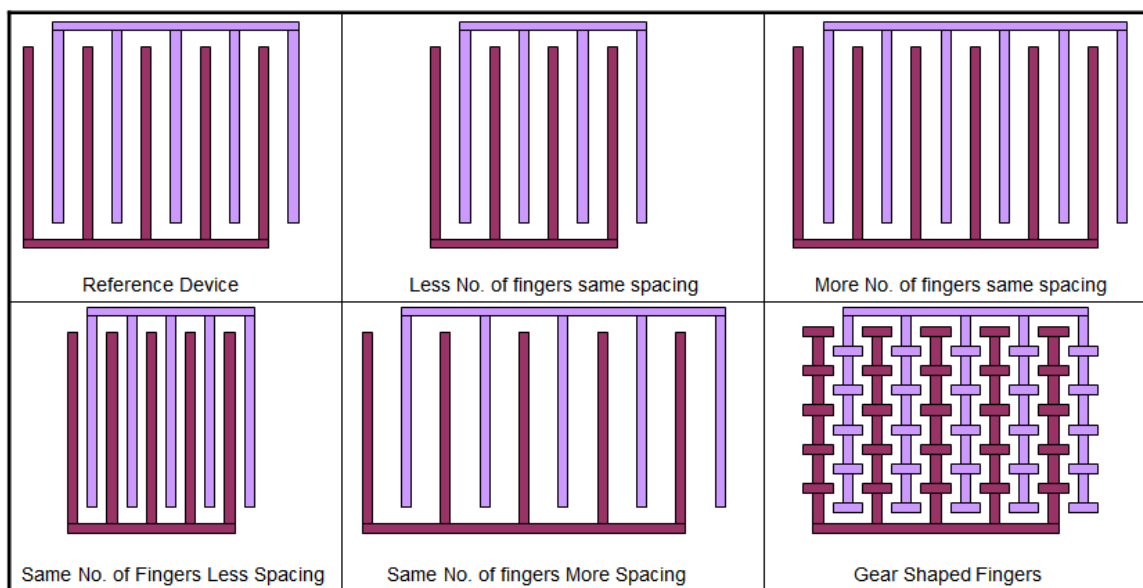 Reference Device
Less No. of fingers same spacing
More No. of fingers same spacing
Same No. of Fingers Less Spacing
Same No. of fingers More Spacing
Gear Shaped Fingers